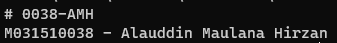 # 0038-AMH
M031510038 - Alauddin Maulana Hirzan